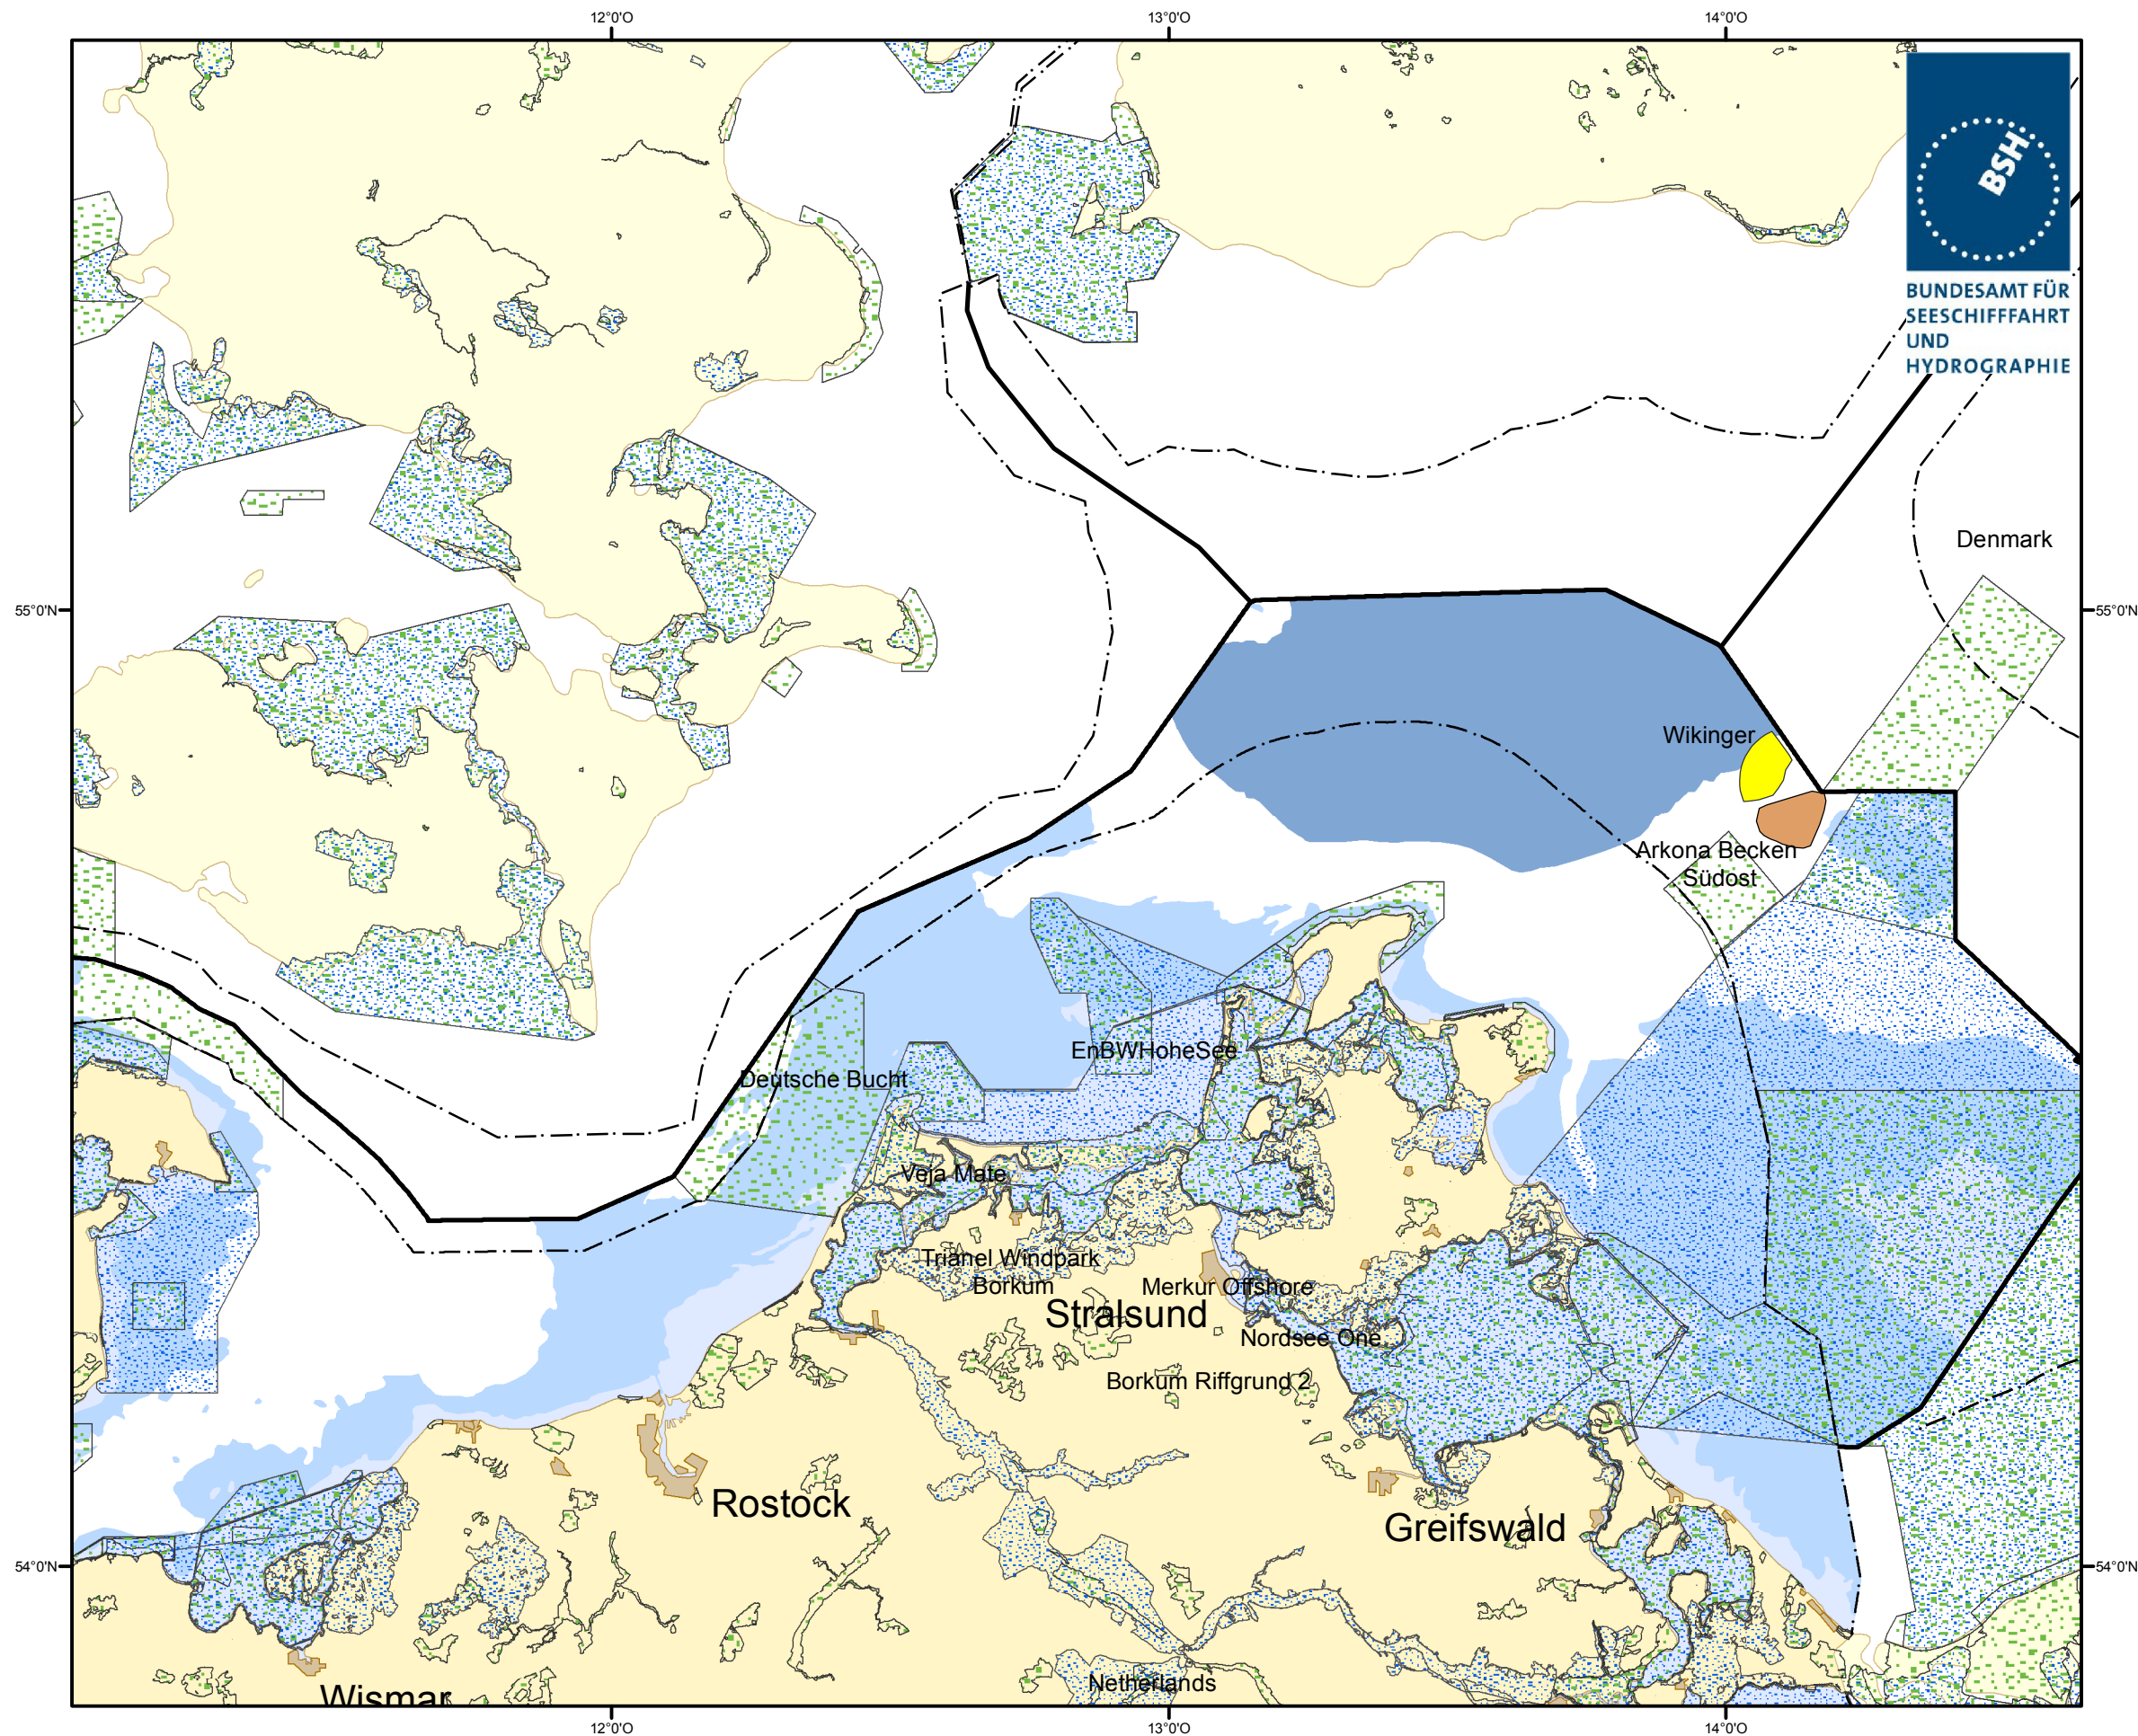 12°0'O
13°0'O
14°0'O
BSH
BUNDESAMT FÜR
SEESCHIFFFAHRT
UND
HYDROGRAPHIE
Denmark
55°0'N
55°0'N
Wikinger
Arkona Becken
Südost
EnBWHoheSee
Deutsche Bucht
Veja Mate
Trianel Windpark
Borkum
Merkur Offshore
Stralsund
Nordsee One
Borkum Riffgrund 2
Rostock
Greifswald
54°0'N
54°0'N
Netherlands
Wismar
12°0'O
13°0'O
14°0'O